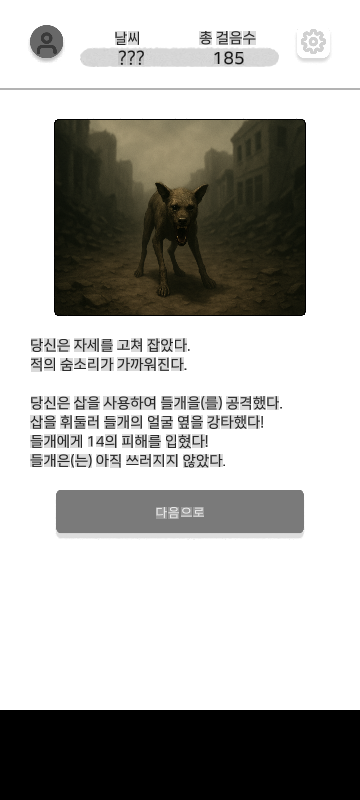 날씨 총 걸음수
??? 185
당신은 자세를 고쳐 잡았다.
적의 숨소리가 가까워진다.
당신은 삽을 사용하여 들개을(를) 공격했다.
삽을 휘둘러 들개의 얼굴 옆을 강타했다!
들개에게 14의 피해를 입혔다!
들개은(는) 아직 쓰러지지 않았다.
다음으로